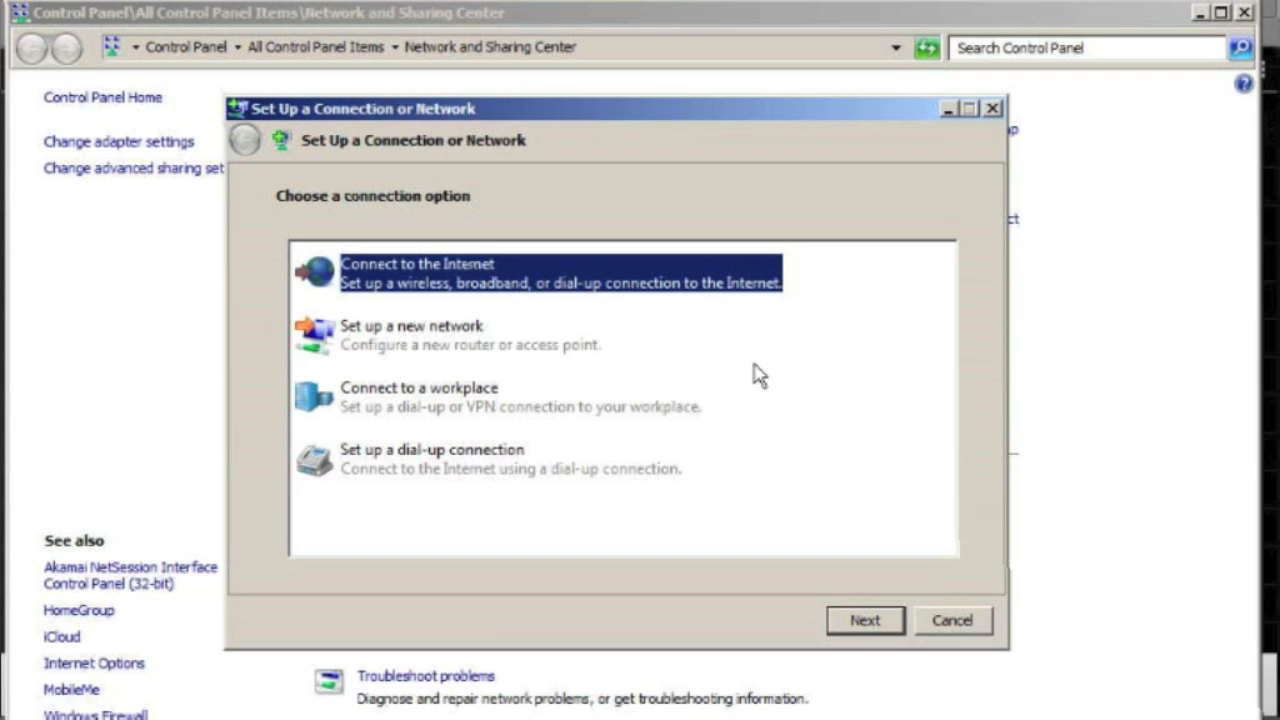 Control Panel\All Control Panel Items\Network and Sharing Center
Control Panel All Control Panel Items Network and Sharing Center
Search Control Panel
Control Panel Home
Change adapter settings
Change advanced sharing set
Set Up a Connection or Network
Set Up a Connection or Network
Choose a connection option
Connect to the Internet
Set up a wireless, broadband, or dial-up connection to the Internet.
Set up a new network
Configure a new router or access point.
Connect to a workplace
Set up a dial-up or VPN connection to your workplace.
Set up a dial-up connection
Connect to the Internet using a dial-up connection.
Next
Cancel
See also
Akamai NetSession Interface
Control Panel (32-bit)
HomeGroup
iCloud
Internet Options
MobileMe
Windows Firewall
Troubleshoot problems
Diagnose and repair network problems, or get troubleshooting information.